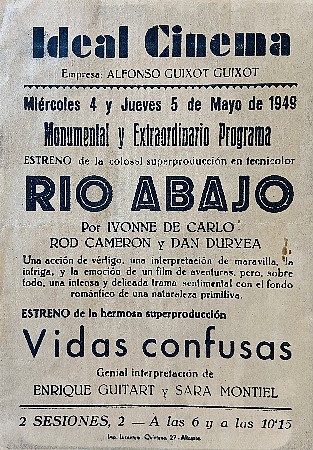 Ideal Cinema
Empresa: ALFONSO GUIXOT GUIXOT
Miércoles 4 y Jueves 5 de Mayo de 1949
Monumental y Extraordinario Programa
ESTRENO de la colosal superproducción en tecnicolor
RIO ABAJO
Por IVONNE DE CARLO
ROD CAMERON y DAN DURYEA
Una acción de vértigo, una interpretación de maravilla, la
intriga, y la emoción de un film de aventuras, pero, sobre
todo, una intensa y delicada trama sentimental con el fondo
romántico de una naturaleza primitiva.
ESTRENO de la hermosa superproducción
Vidas confusas
Genial interpretación de
ENRIQUE GUITART y SARA MONTIEL
2 SESIONES, 2 — A las 6 y a las 10'15
Imp. Quintana, 27 - Alicante